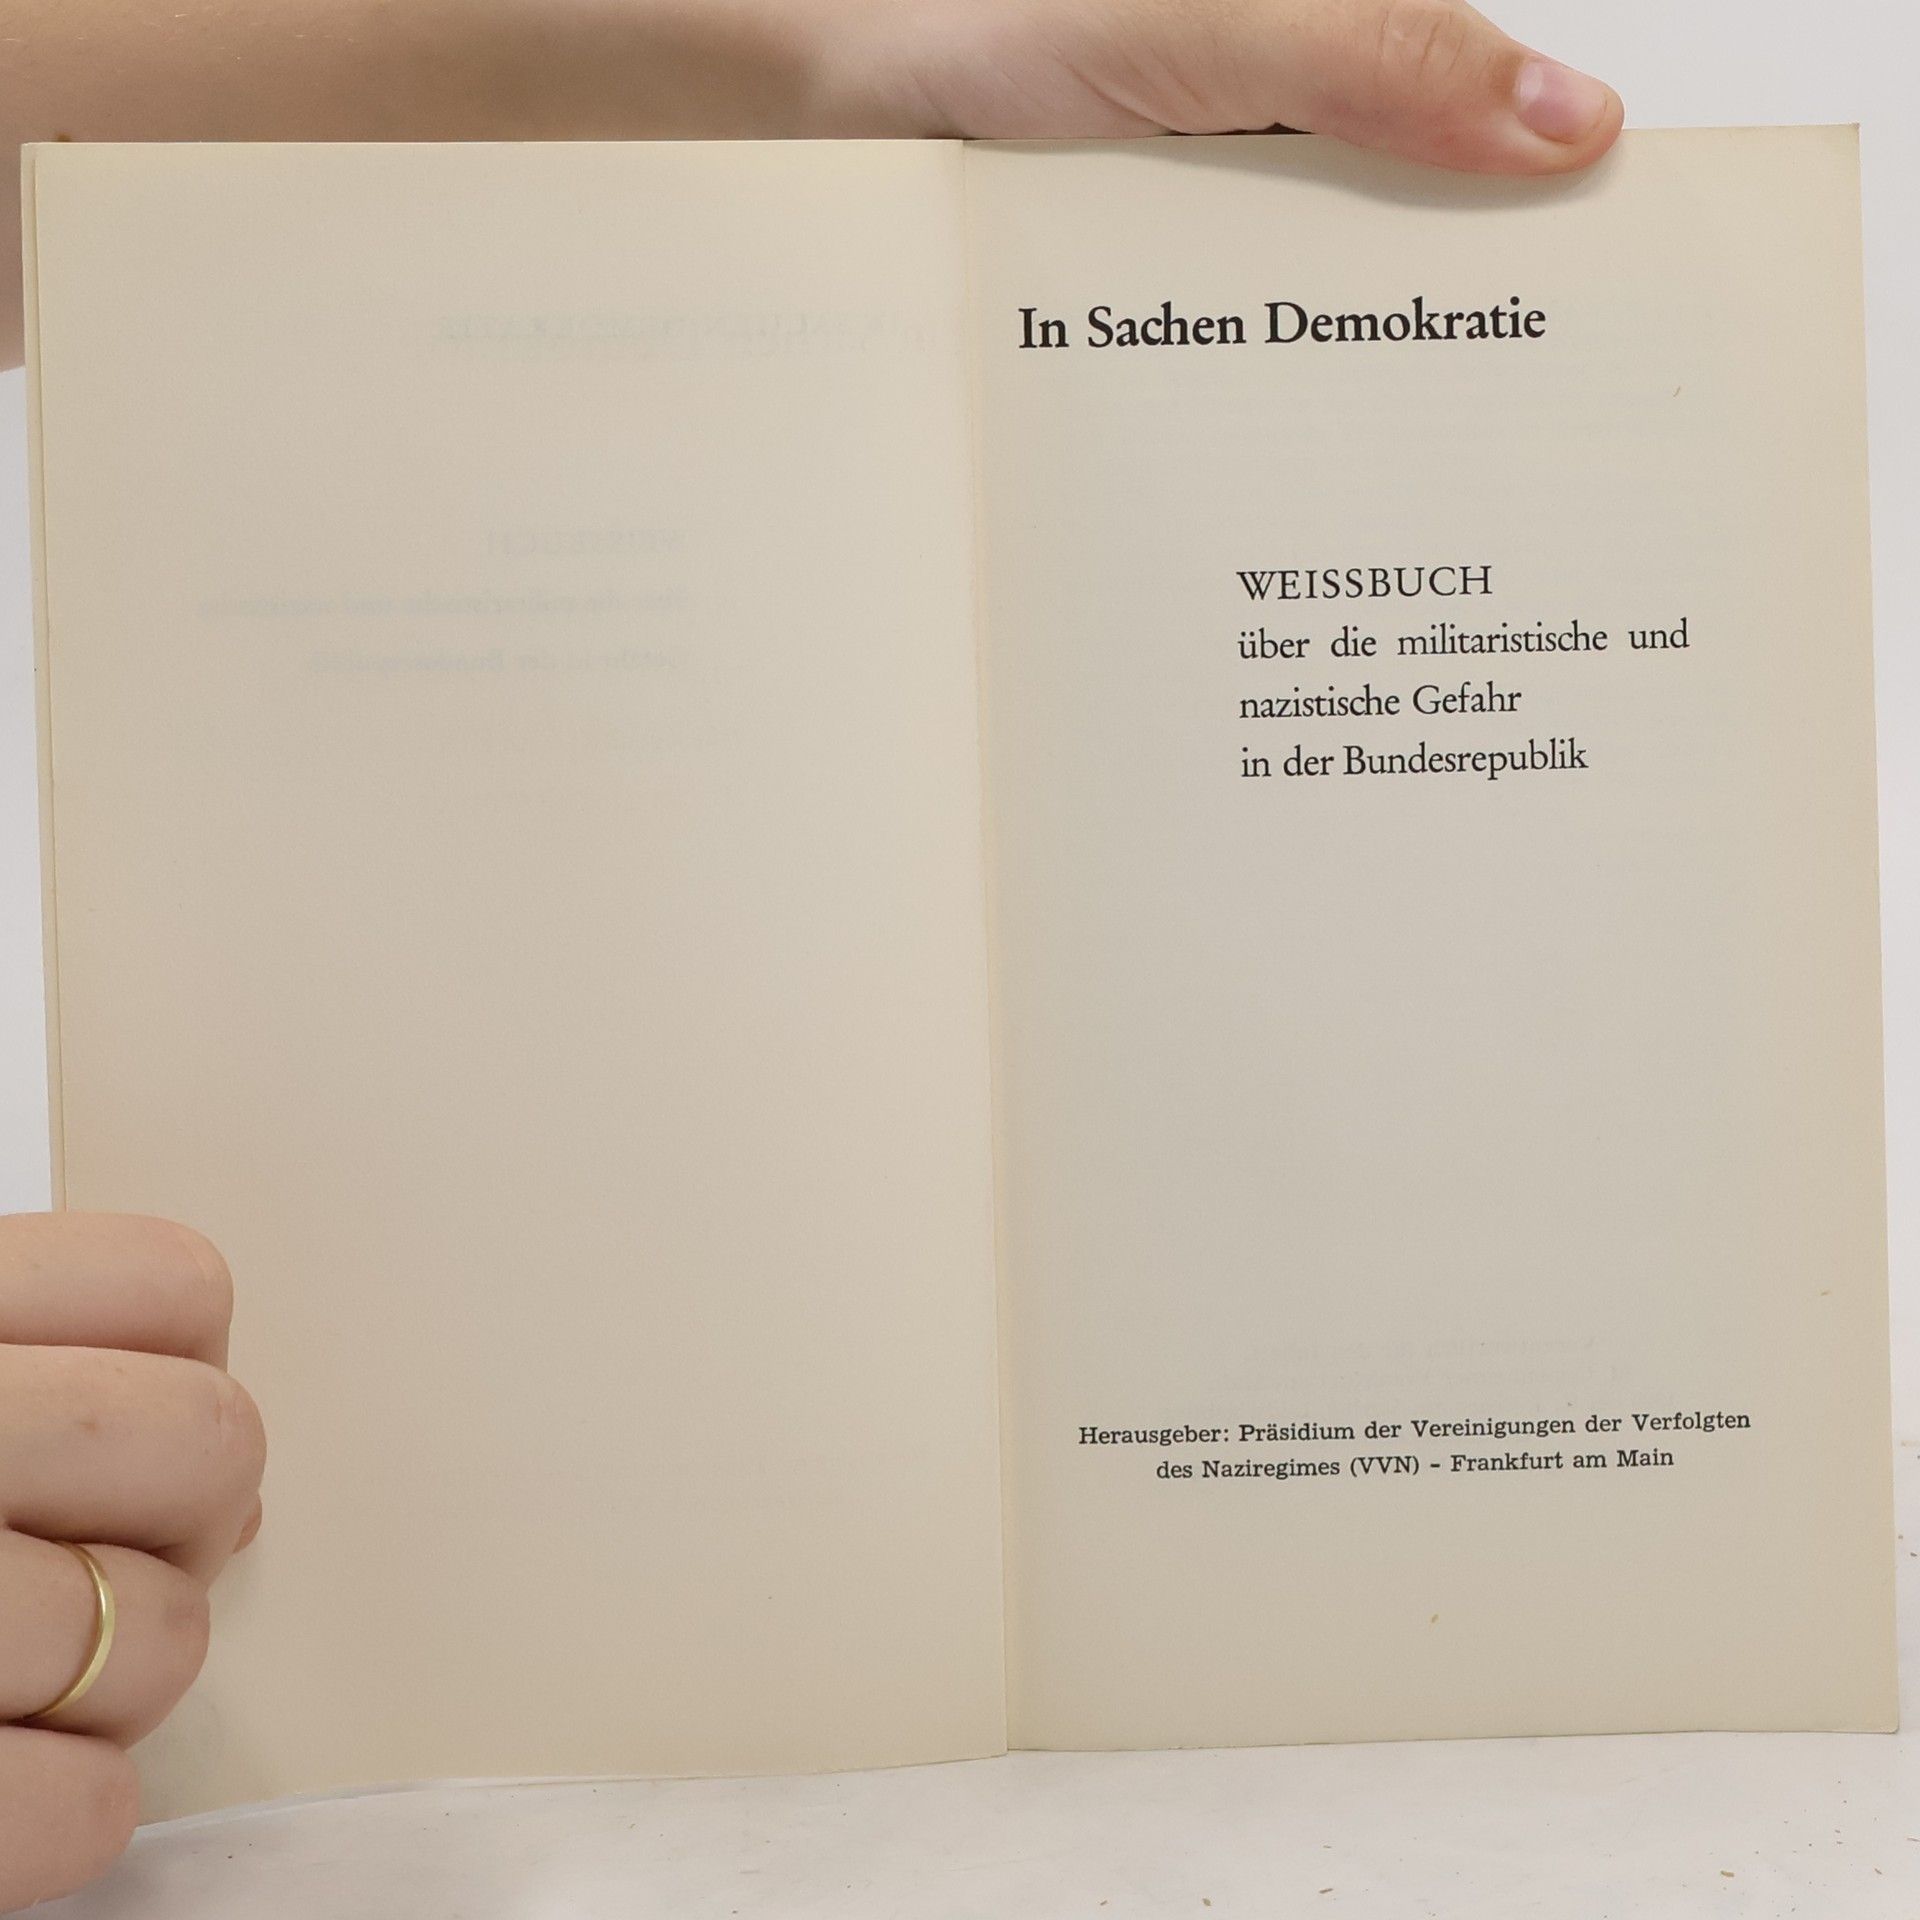 In Sachen Demokratie
WEISSBUCH
über die militaristische und
nazistische Gefahr
in der Bundesrepublik
Herausgeber: Präsidium der Vereinigungen der Verfolgten
des Naziregimes (VVN) – Frankfurt am Main